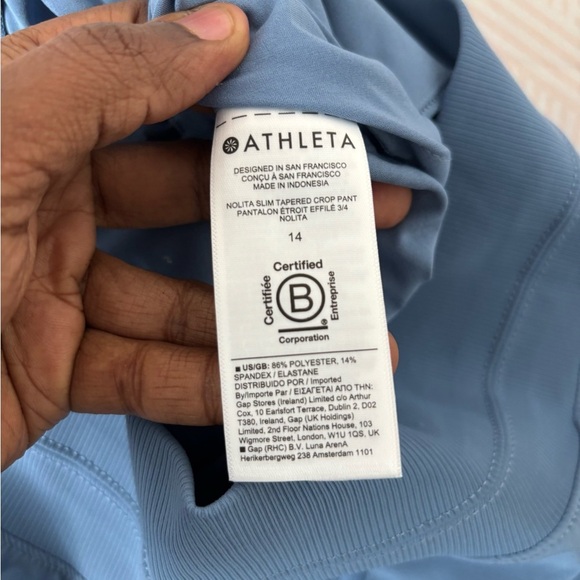 ATHLETA
DESIGNED IN SAN FRANCISCO
CONÇU À SAN FRANCISCO
MADE IN INDONESIA
NOLITA SLIM TAPERED CROP PANT
PANTALON ÉTROIT EFFILÉ 3/4
NOLITA
14
Certified
Certifiée
B
Entreprise
®
Corporation
■ US/GB: 86% POLYESTER, 14%
SPANDEX / ELASTANE
DISTRIBUIDO POR / Imported
By/Importe Par / ΕΙΣΑΓΕΤΑΙ ΑΠΟ ΤΗΝ:
Gap Stores (Ireland) Limited c/o Arthur
Cox, 10 Earlsfort Terrace, Dublin 2, D02
T380, Ireland, Gap (UK Holdings)
Limited, 2nd Floor Nations House, 103
Wigmore Street, London, W1U 1QS, UK
■ Gap (RHC) B.V. Luna ArenA
Herikerbergweg 238 Amsterdam 1101